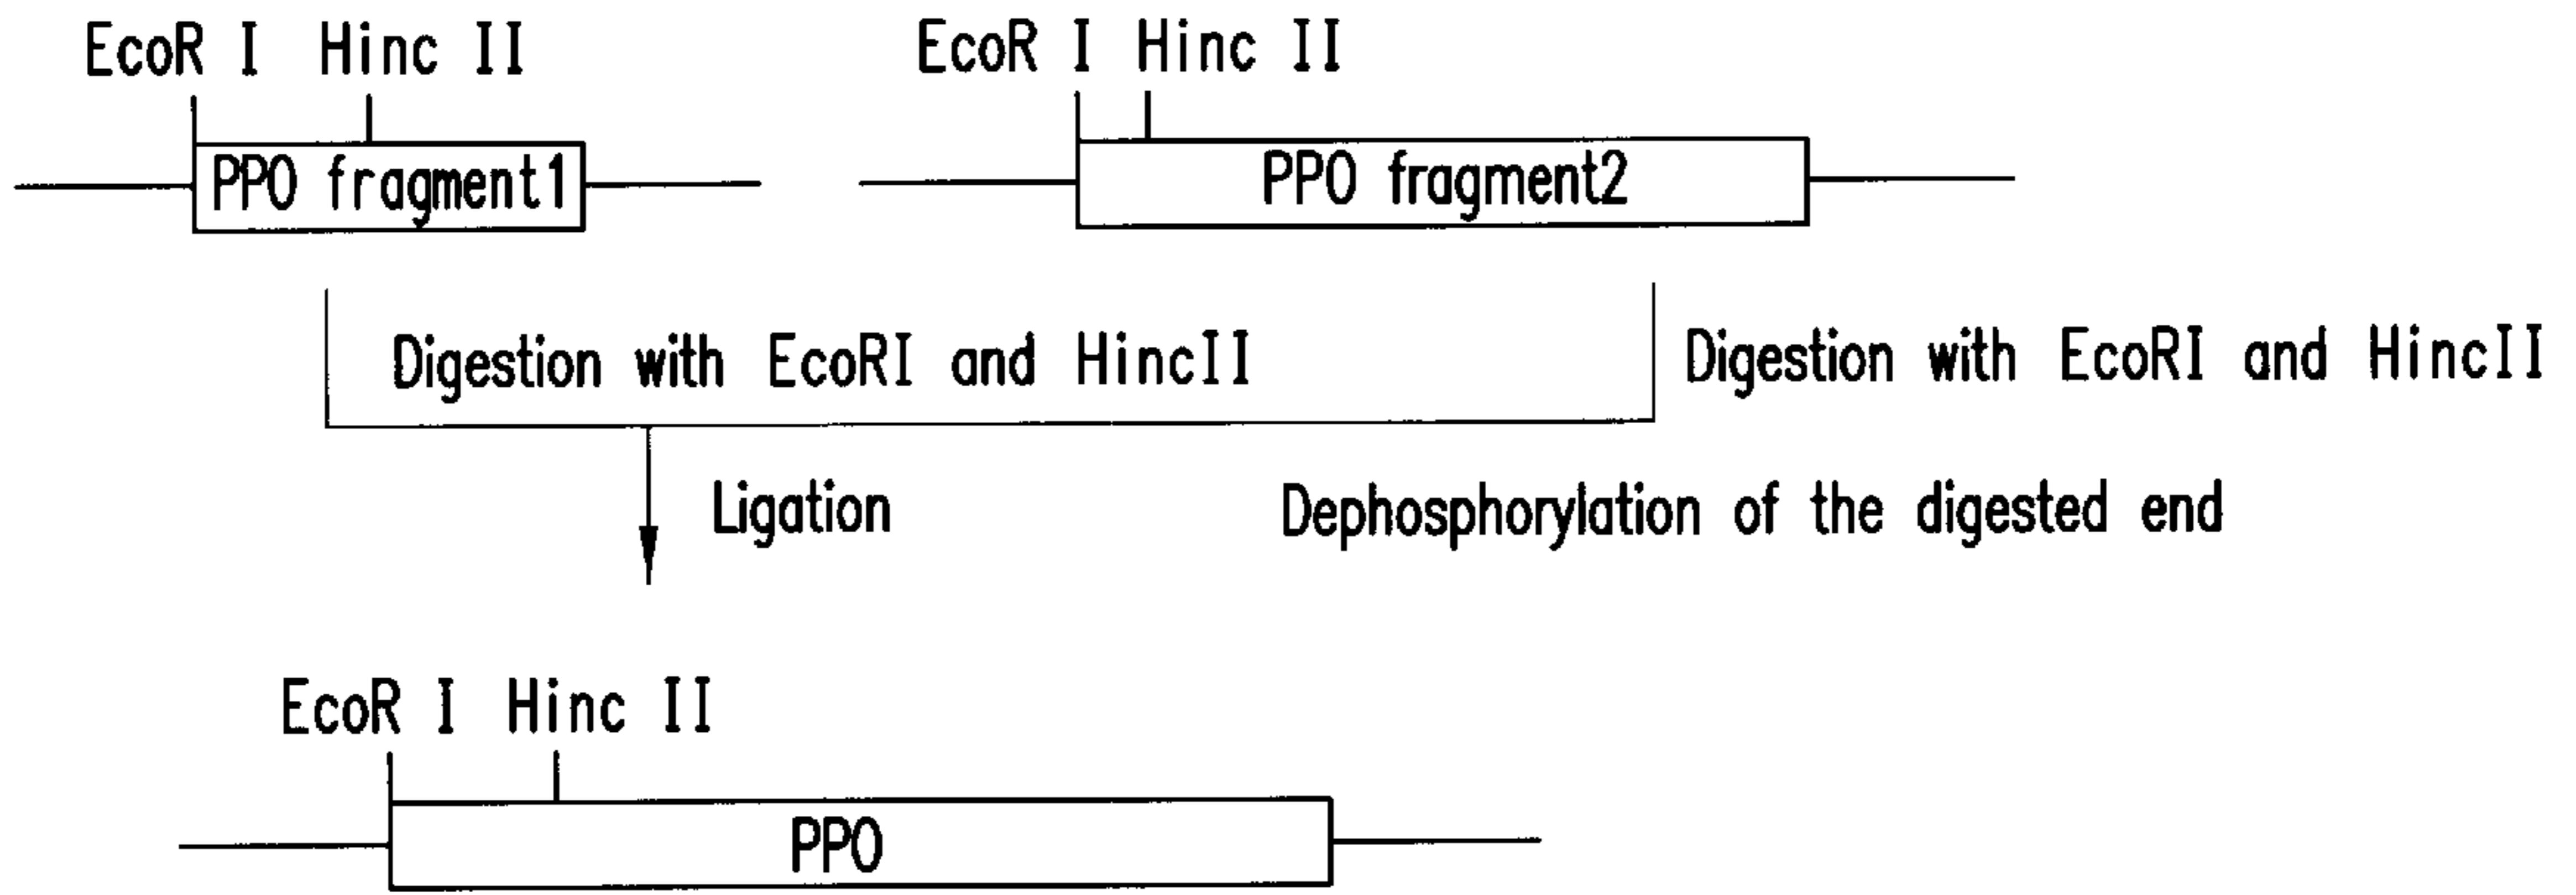 EcoR I Hinc II
EcoR I Hinc II
PPO fragment1
PPO fragment2
Digestion with EcoRI and HincII
Digestion with EcoRI and HincII
Ligation
Dephosphorylation of the digested end
EcoR I Hinc II
PPO